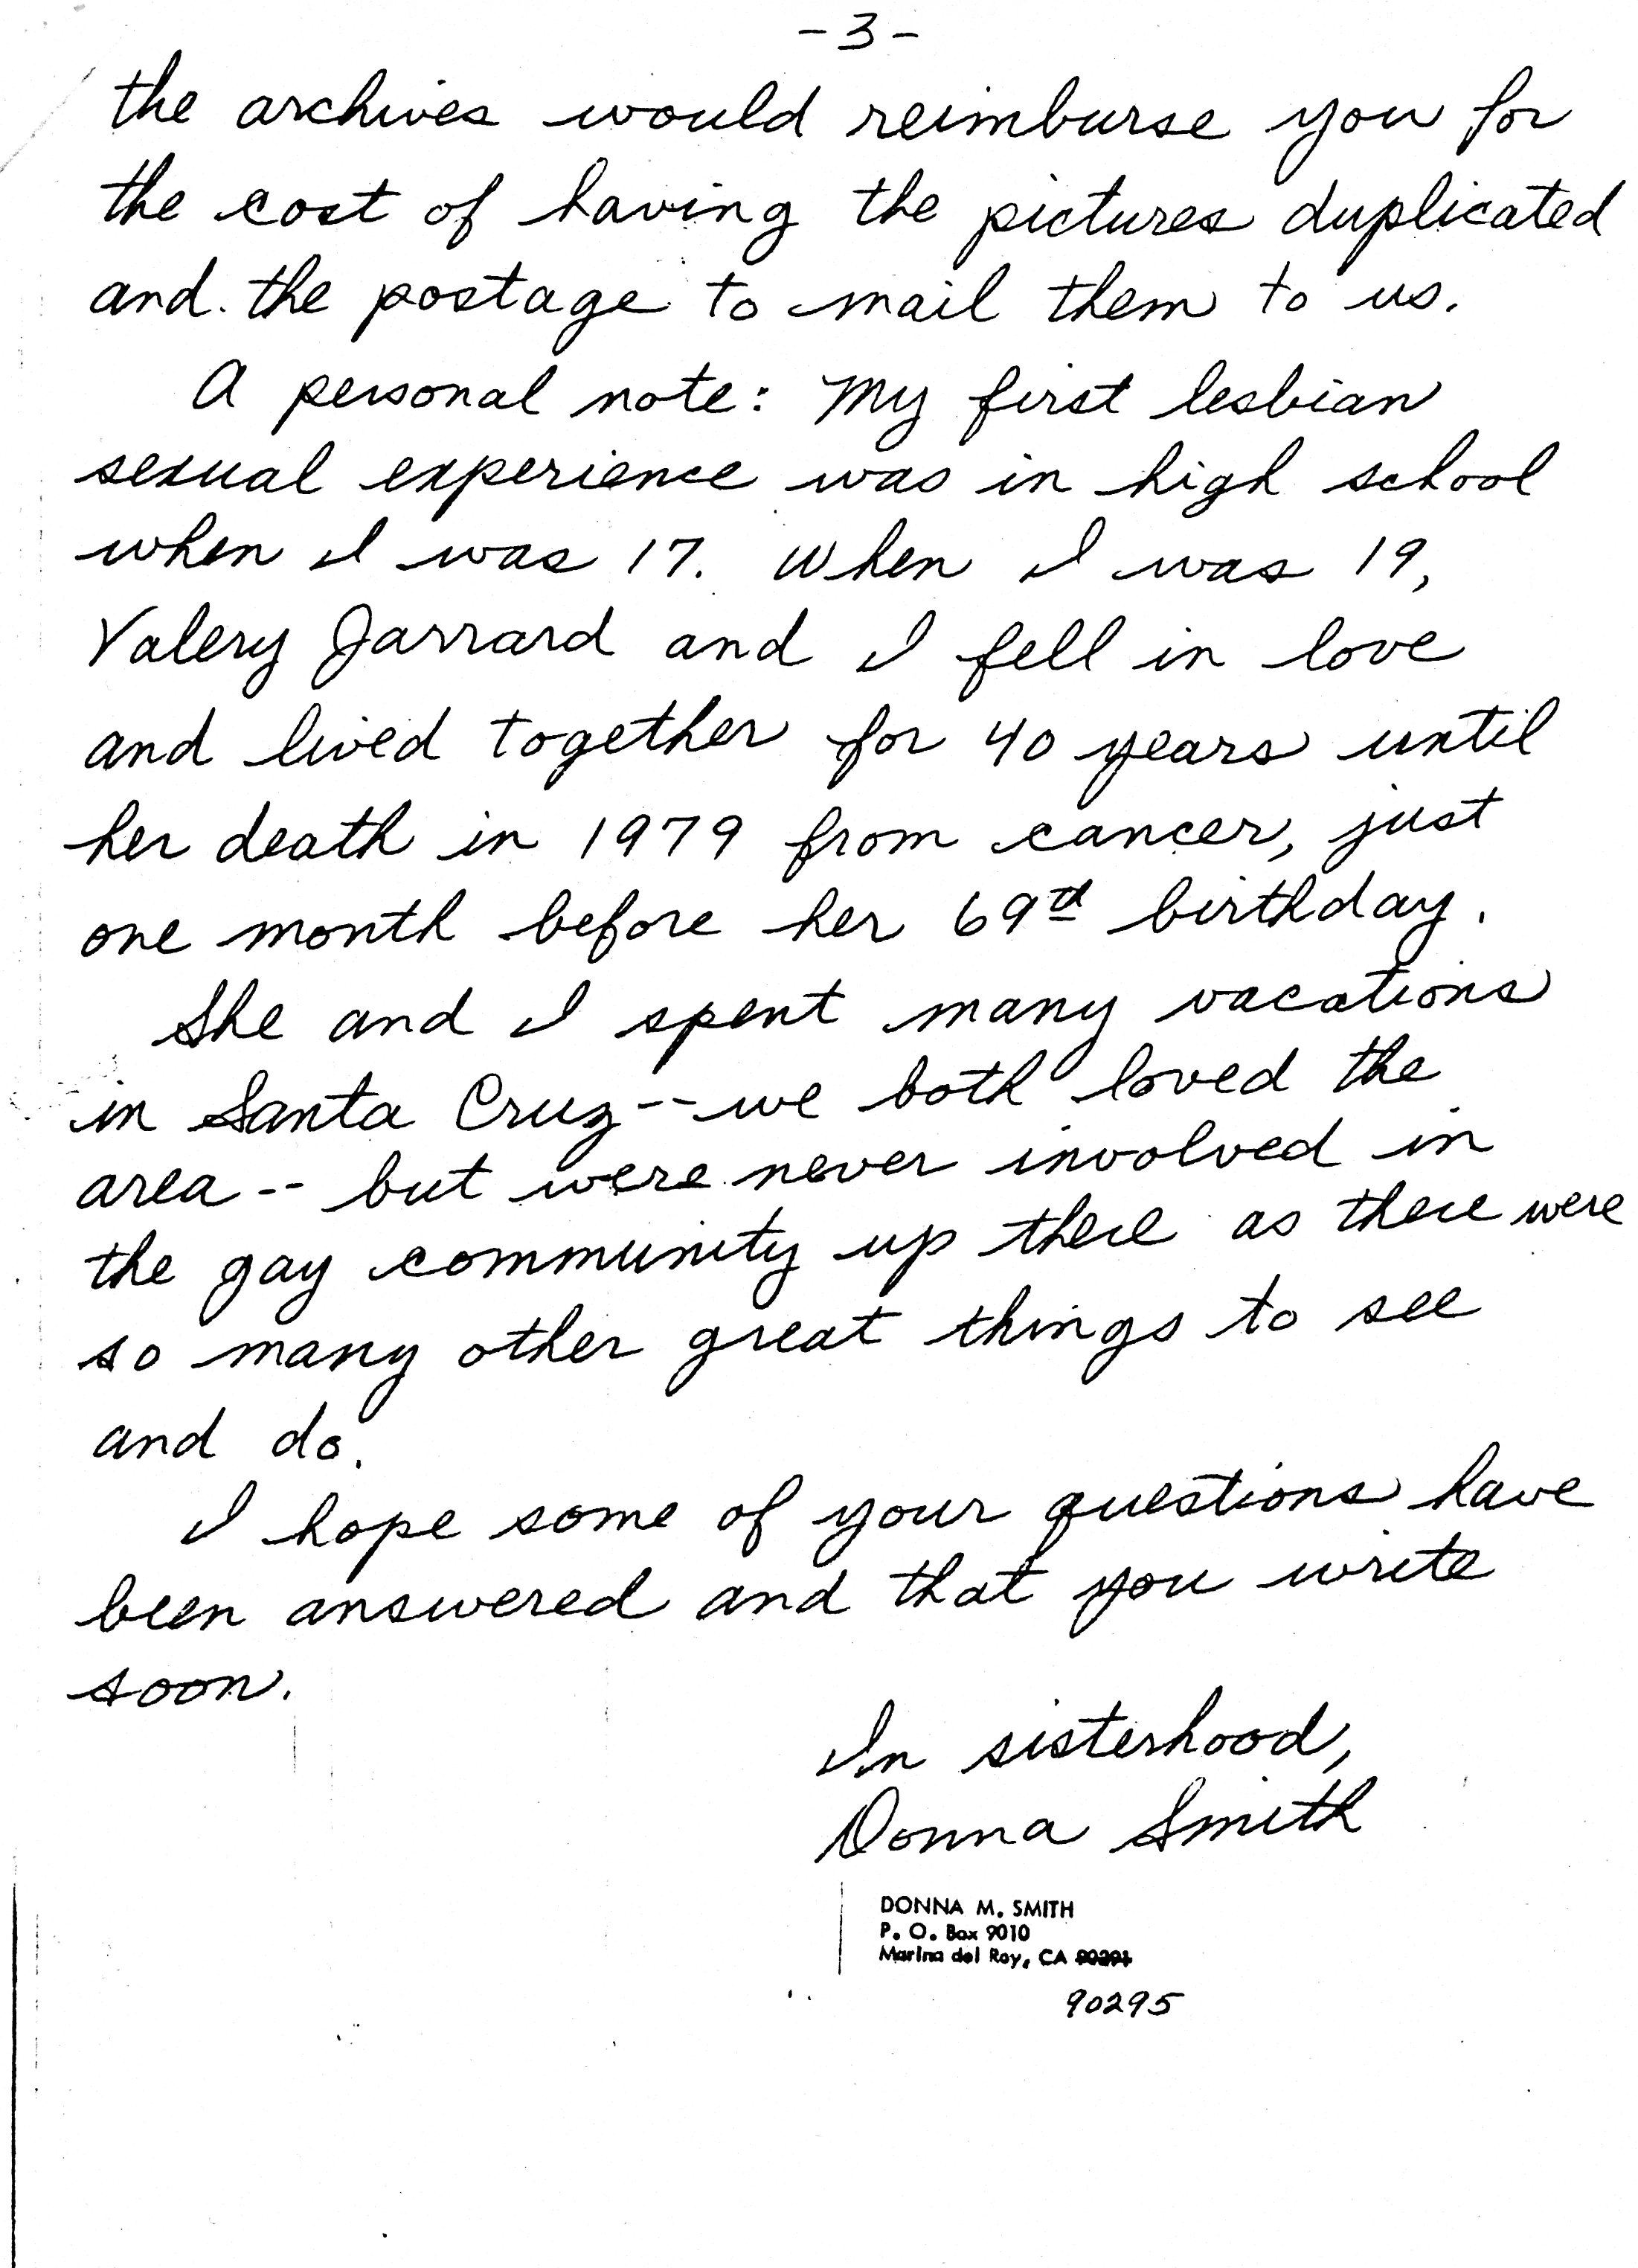 -3-
the archives would reimburse you for
the cost of having the pictures duplicated
and the postage to mail them to us.
A personal note: My first lesbian
sexual experience was in high school
when I was 17. When I was 19,
Valery Jarrard and I fell in love
and lived together for 40 years until
her death in 1979 from cancer, just
one month before her 69d birthday.
She and I spent many vacations
in Santa Cruz--we both loved the
area-- but were never involved in
the gay community up there as there were
so many other great things to see
and do.
I hope some of your questions have
been answered and that you write
soon.
In sisterhood,
Donna Smith
DONNA M. SMITH
P. O. Box 9010
Marina del Rey, CA 90291
90295